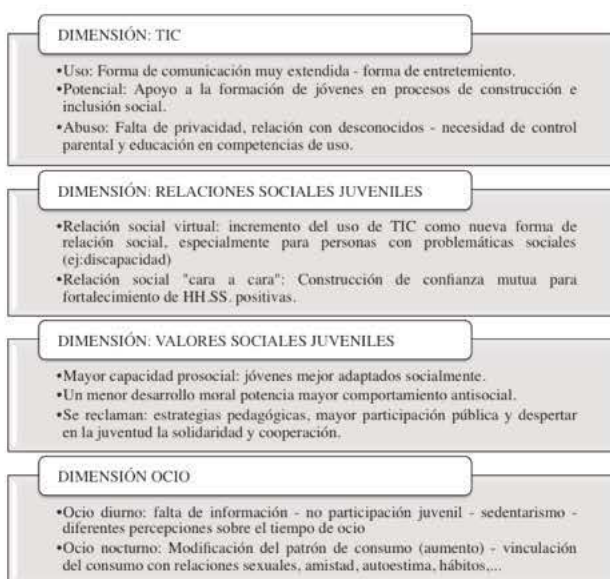 DIMENSIÓN: TIC
•Uso: Forma de comunicación muy extendida - forma de entretemiento.
•Potencial: Apoyo a la formación de jóvenes en procesos de construcción e
inclusión social.
•Abuso: Falta de privacidad, relación con desconocidos - necesidad de control
parental y educación en competencias de uso.
DIMENSIÓN: RELACIONES SOCIALES JUVENILES
•Relación social virtual: incremento del uso de TIC como nueva forma de
relación social, especialmente para personas con problemáticas sociales
(ej:discapacidad)
•Relación social "cara a cara": Construcción de confianza mutua para
fortalecimiento de HH.SS. positivas.
DIMENSIÓN: VALORES SOCIALES JUVENILES
•Mayor capacidad prosocial: jóvenes mejor adaptados socialmente.
•Un menor desarrollo moral potencia mayor comportamiento antisocial.
•Se reclaman: estrategias pedagógicas, mayor participación pública y despertar
en la juventud la solidaridad y cooperación.
DIMENSIÓN OCIO
•Ocio diurno: falta de información - no participación juvenil - sedentarismo -
diferentes percepciones sobre el tiempo de ocio
•Ocio nocturno: Modificación del patrón de consumo (aumento) - vinculación
del consumo con relaciones sexuales, amistad, autoestima, hábitos,...